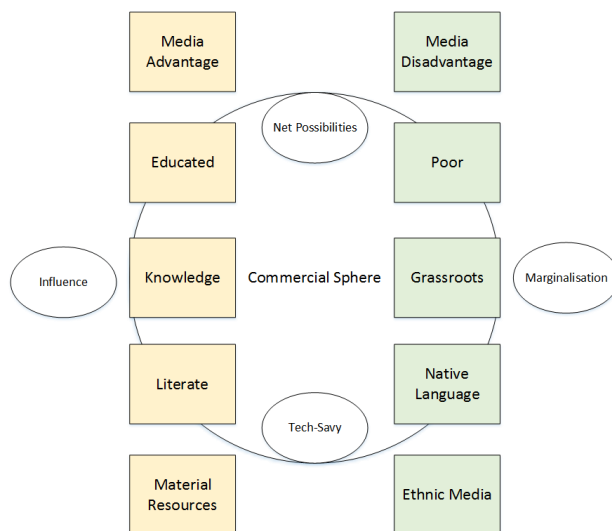 Media
Advantage
Media
Disadvantage
Net Possibilities
Educated
Poor
Influence
Knowledge
Commercial Sphere
Grassroots
Marginalisation
Literate
Native
Language
Tech-Savy
Material
Resources
Ethnic Media